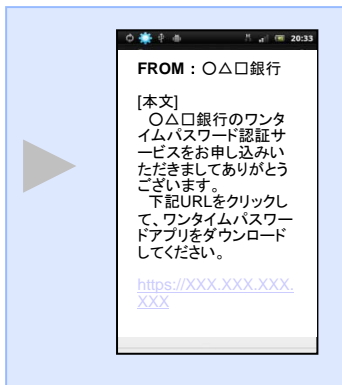 20:33
FROM：〇△□銀行
[本文]
　〇△□銀行のワンタ
イムパスワード認証サ
ービスをお申し込みい
ただきましてありがとう
ございます。
　下記URLをクリックし
て、ワンタイムパスワー
ドアプリをダウンロード
してください。
https://XXX.XXX.XXX.
XXX